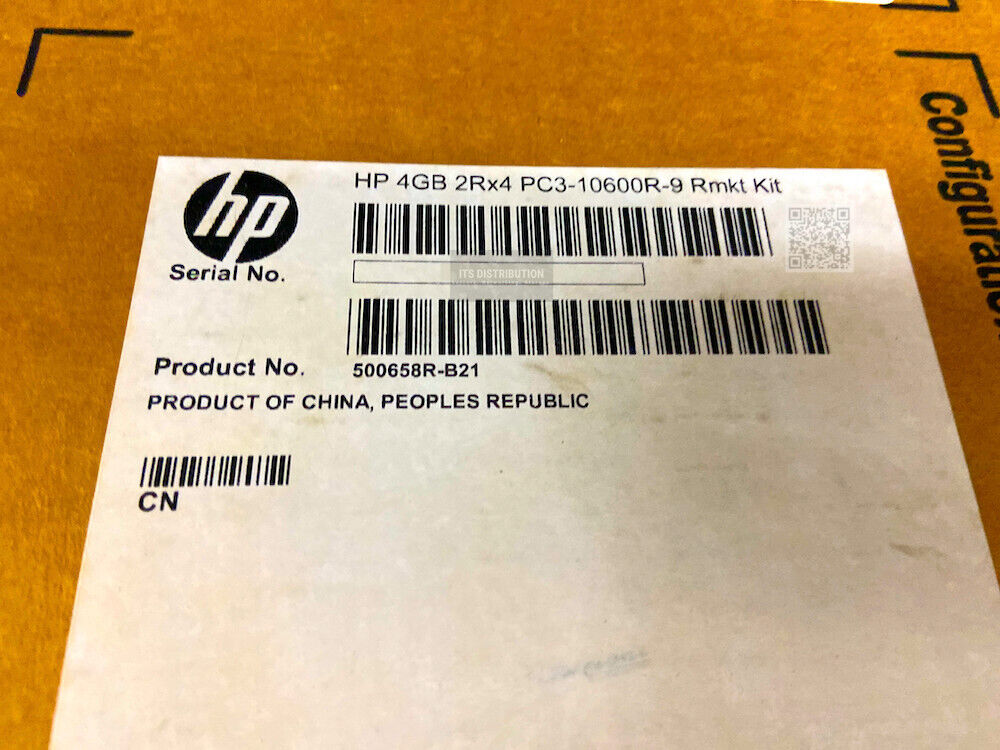 Configuration
hp
HP 4GB 2Rx4 PC3-10600R-9 Rmkt Kit
Serial No.
ITS DISTRIBUTION
Product No. 500658R-B21
PRODUCT OF CHINA, PEOPLES REPUBLIC
CN